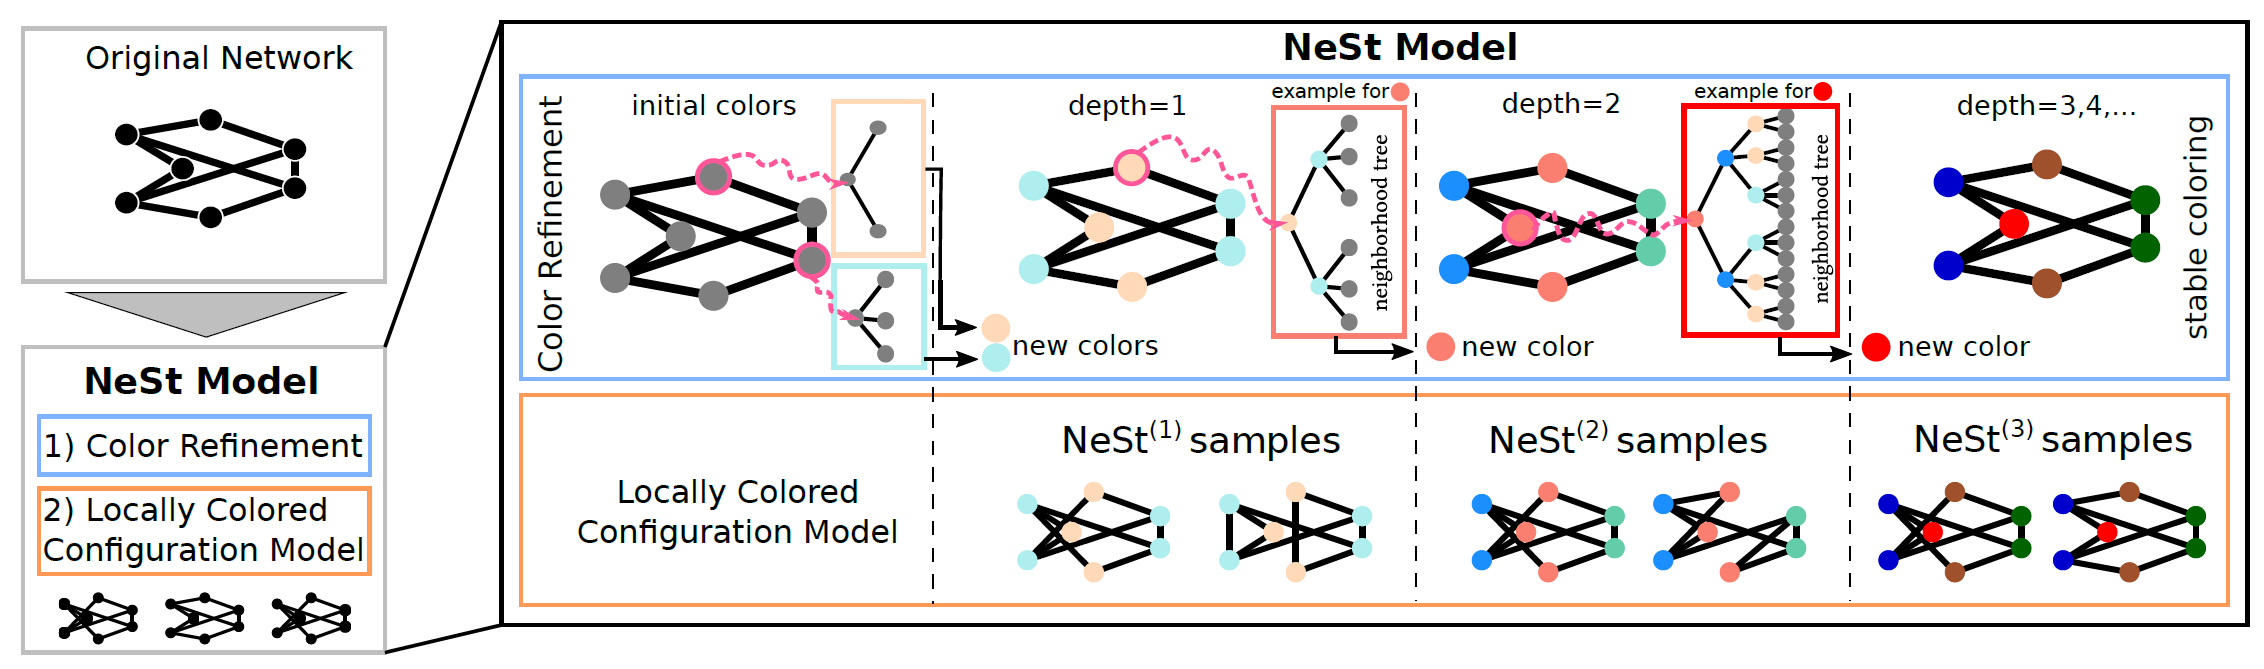 Original Network
NeSt Model
1) Color Refinement
2) Locally Colored
Configuration Model
NeSt Model
Color Refinement
initial colors
new colors
depth=1
example for
neighborhood tree
new color
depth=2
example for
neighborhood tree
new color
depth=3,4,...
stable coloring
Locally Colored
Configuration Model
NeSt(1) samples
NeSt(2) samples
NeSt(3) samples